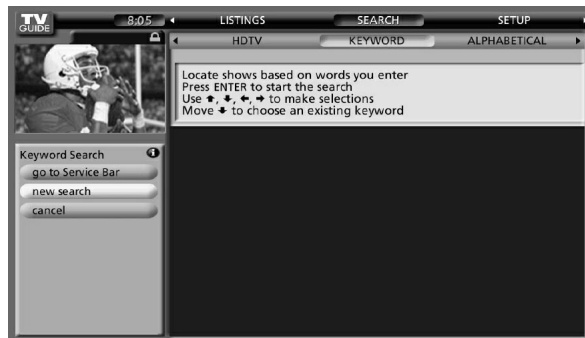 TV
GUIDE
8:05
LISTINGS SEARCH SETUP
HDTV KEYWORD ALPHABETICAL
Locate shows based on words you enter
Press ENTER to start the search
Use ↑, ↓, ←, → to make selections
Move ↓ to choose an existing keyword
Keyword Search
go to Service Bar
new search
cancel